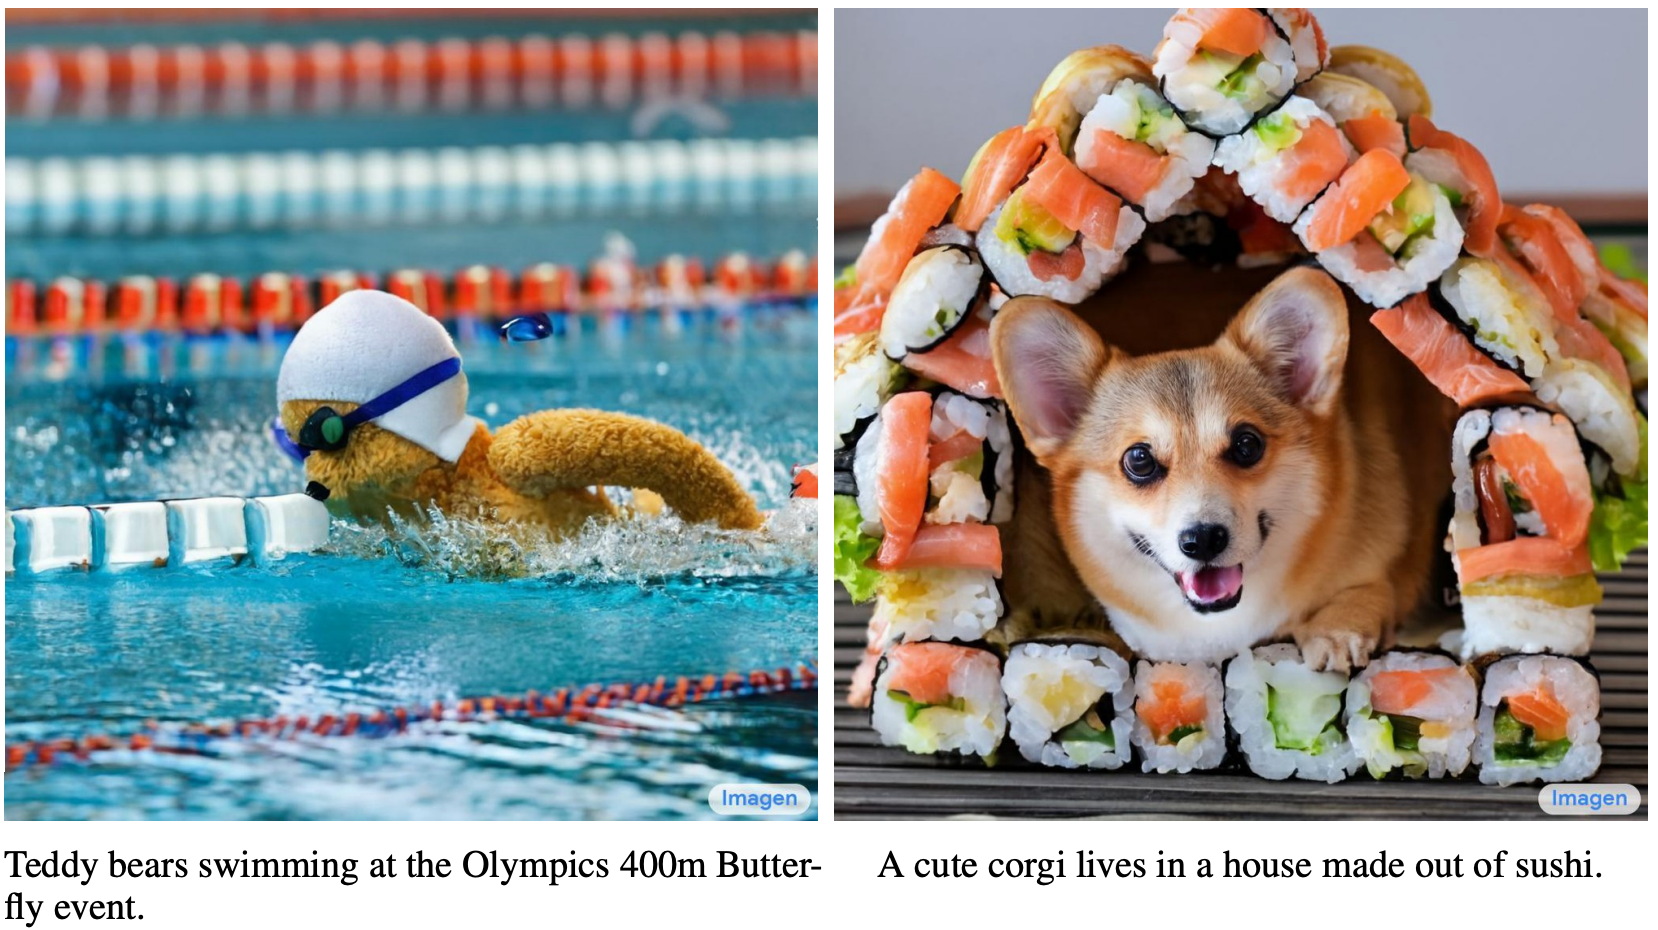 Imagen
Imagen
Teddy bears swimming at the Olympics 400m Butter-
fly event.
A cute corgi lives in a house made out of sushi.